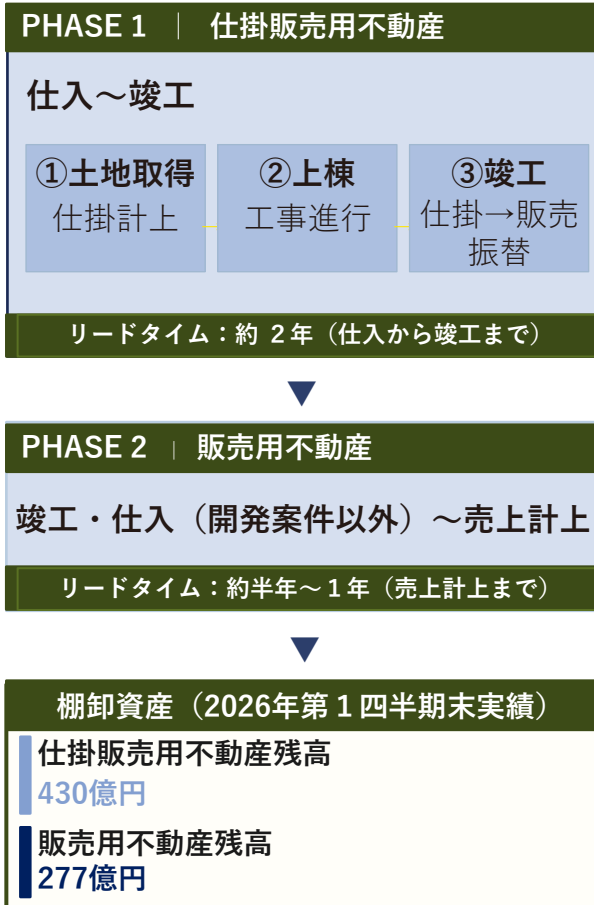 PHASE 1 ｜ 仕掛販売用不動産
仕入～竣工
①土地取得
仕掛計上
②上棟
工事進行
③竣工
仕掛→販売
振替
リードタイム：約 2年（仕入から竣工まで）
▼
PHASE 2 ｜ 販売用不動産
竣工・仕入（開発案件以外）～売上計上
リードタイム：約半年～１年（売上計上まで）
▼
棚卸資産（2026年第１四半期末実績）
仕掛販売用不動産残高
430億円
販売用不動産残高
277億円